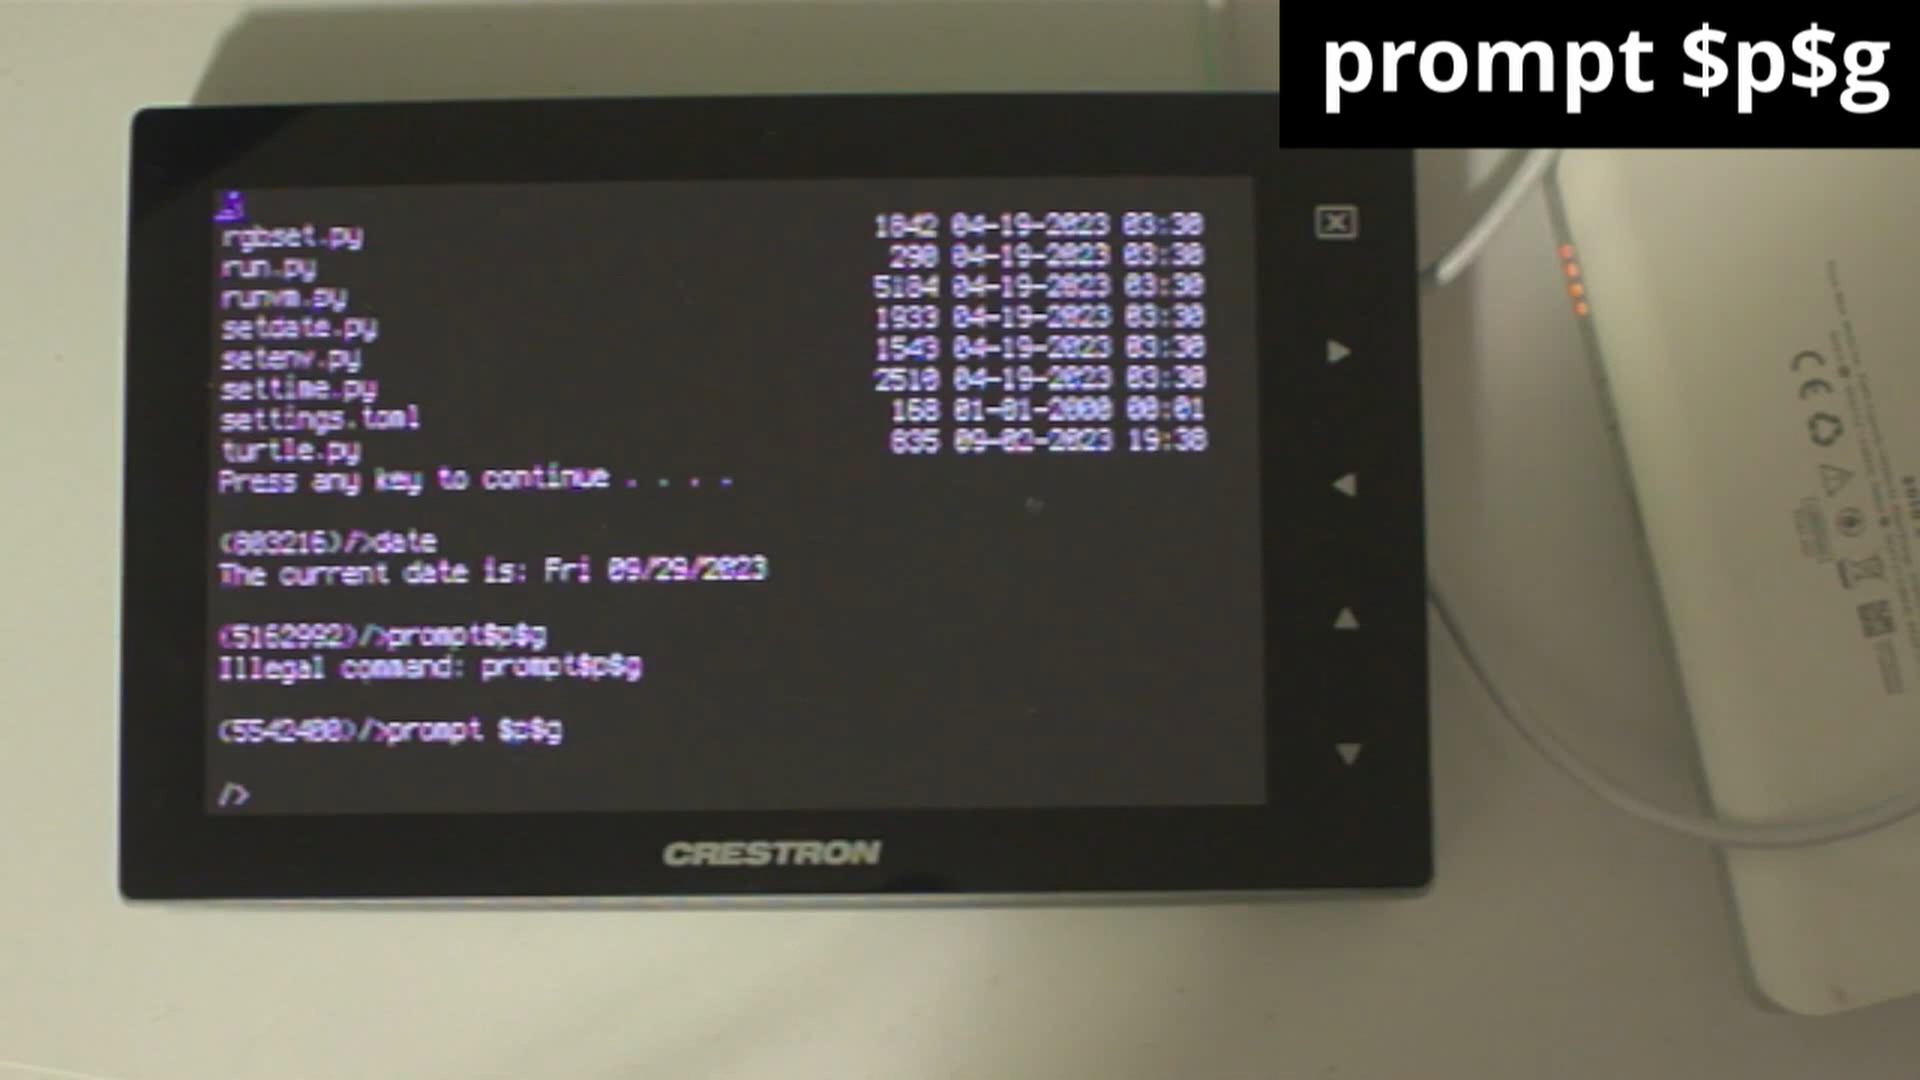 prompt $p$g
rgbset.py 1842 04-19-2023 03:30
run.py 290 04-19-2023 03:30
runvm.py 5184 04-19-2023 03:30
setdate.py 1933 04-19-2023 03:30
setenv.py 1543 04-19-2023 03:30
settime.py 2510 04-19-2023 03:30
settings.toml 168 01-01-2000 00:01
turtle.py 835 09-02-2023 19:38
Press any key to continue . . . .
(803216)/>date
The current date is: Fri 09/29/2023
(5162992)/>prompt$p$g
Illegal command: prompt$p$g
(5542400)/>prompt $p$g
/>
CRESTRON
CE